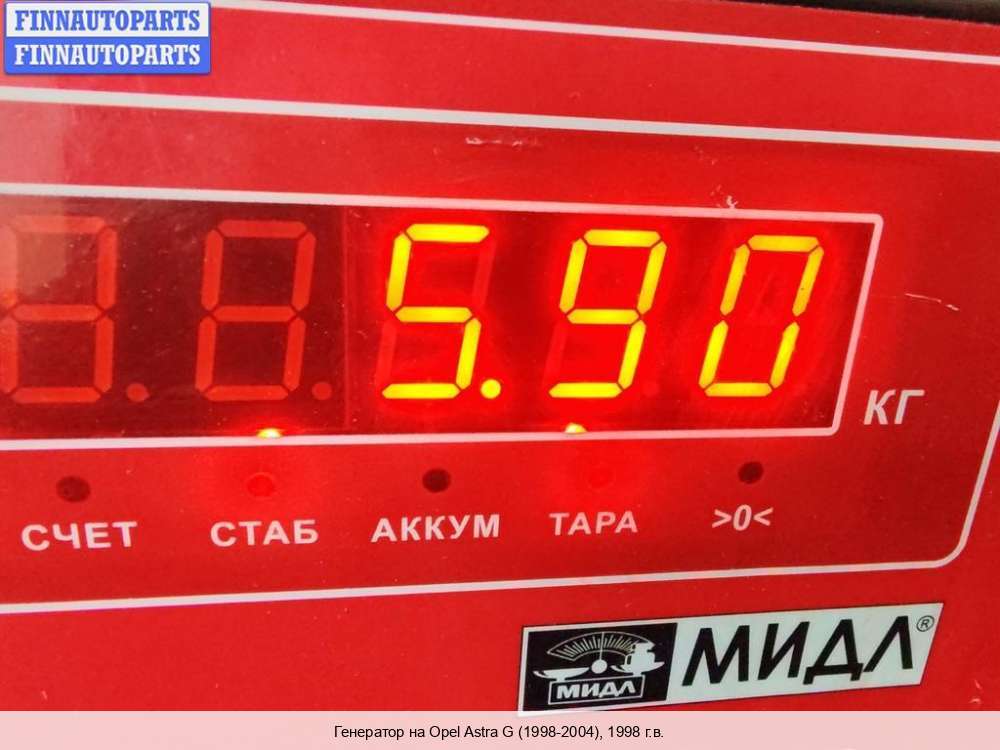 FINNAUTOPARTS
FINNAUTOPARTS
5.90
КГ
СЧЕТ СТАБ АККУМ ТАРА >0<
МИДЛ МИДЛ®
Генератор на Opel Astra G (1998-2004), 1998 г.в.